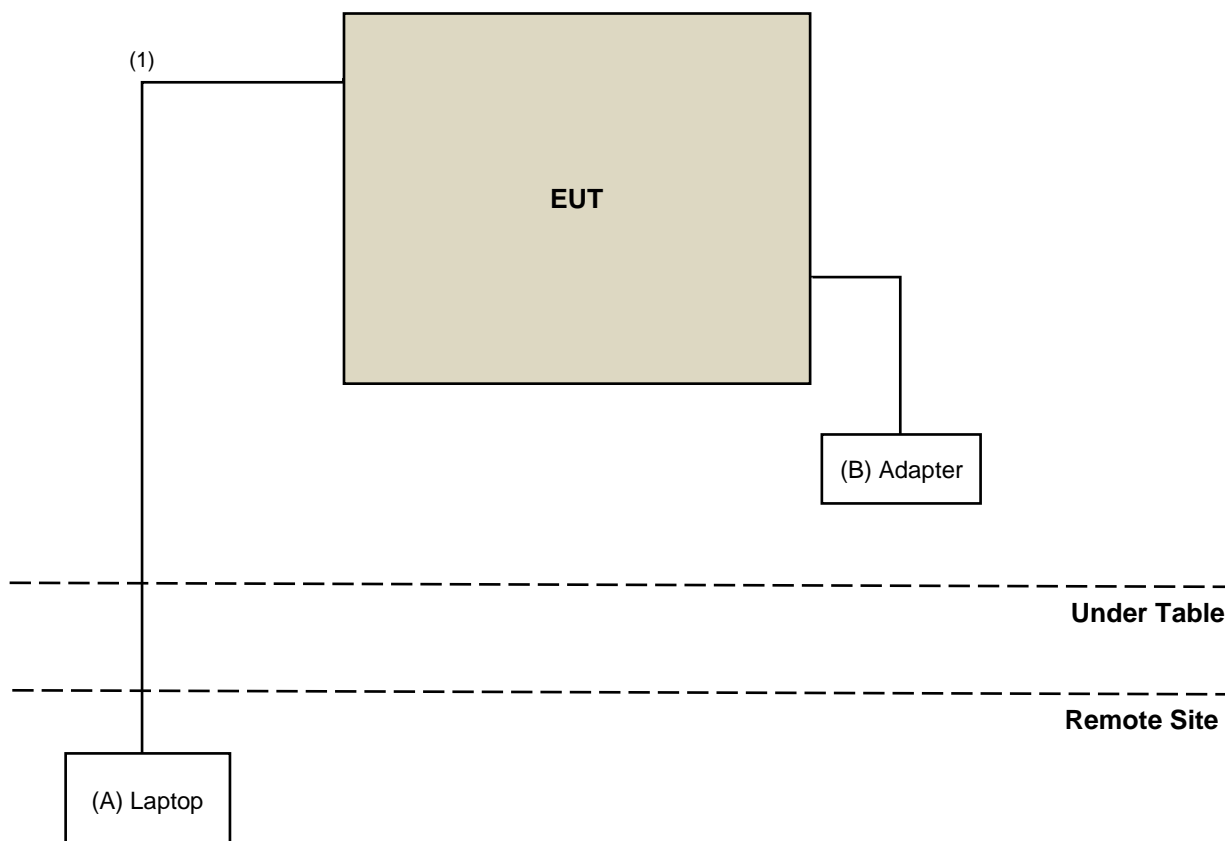 (1)
EUT
(B) Adapter
Under Table
Remote Site
(A) Laptop